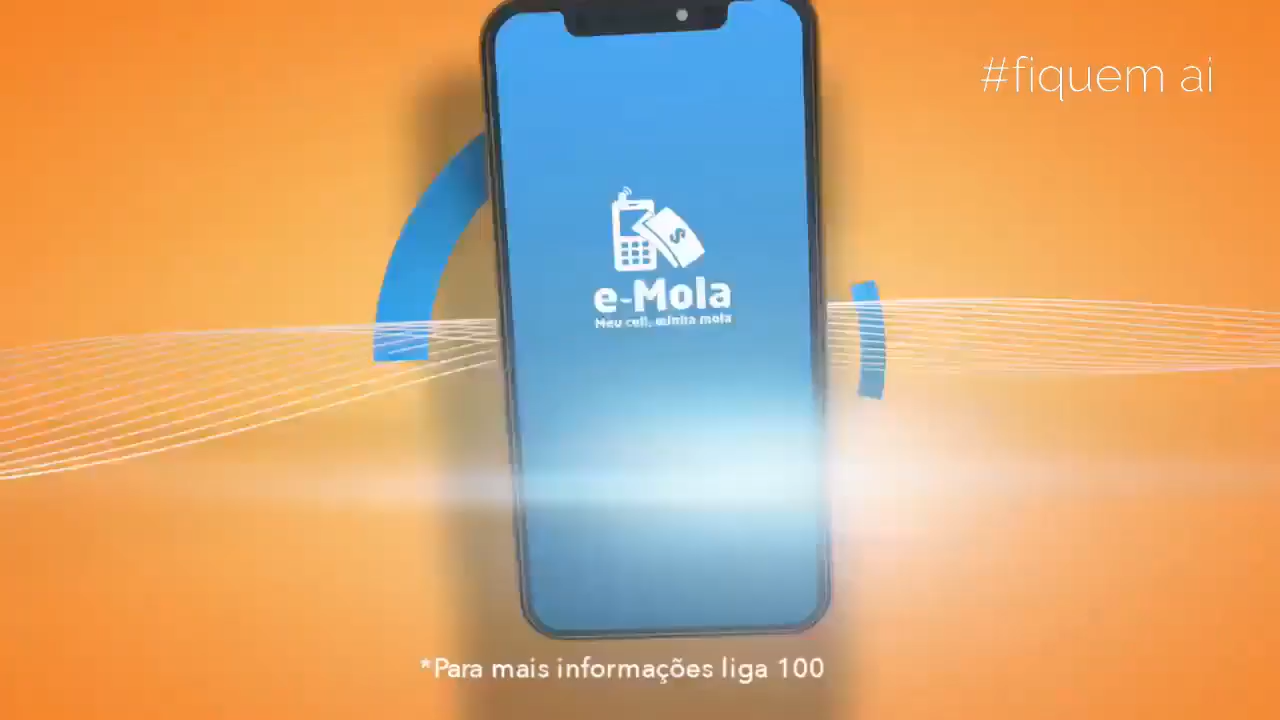 #fiquem ai
$
e-Mola
Meu cell, minha mola
*Para mais informações liga 100